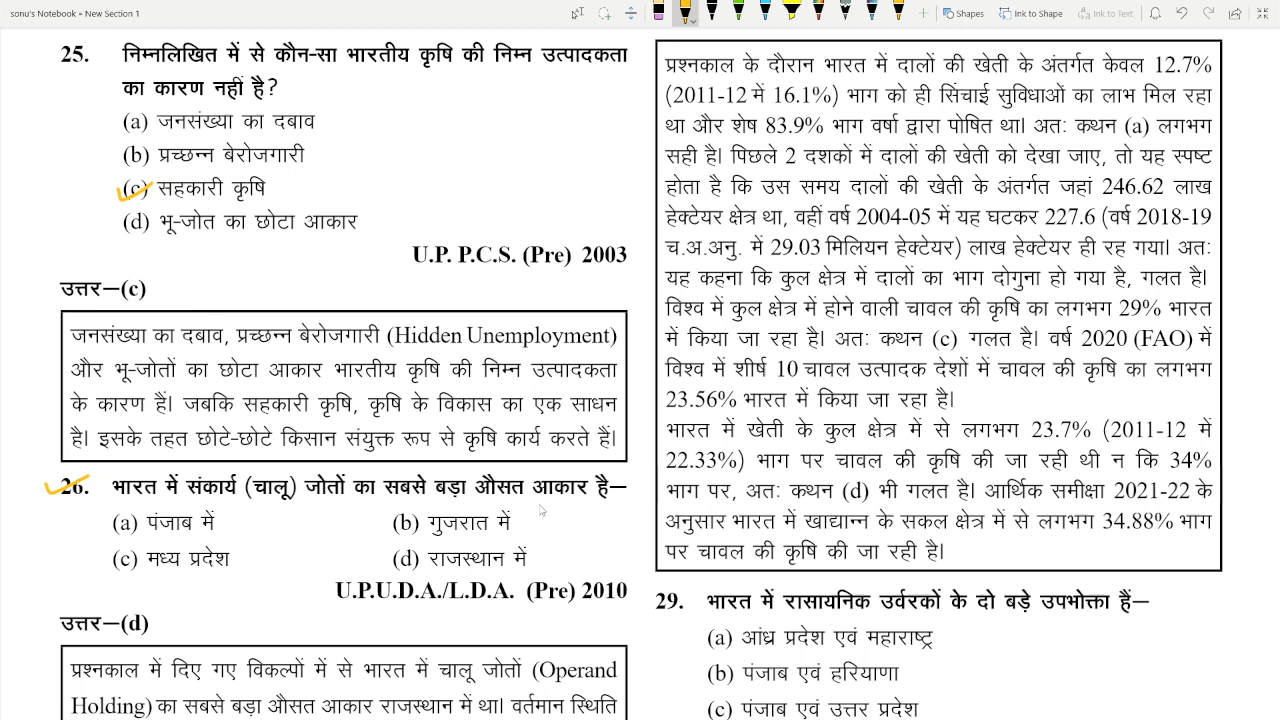 sonu's Notebook » New Section 1
Shapes
Ink to Shape
Ink to Text
25. निम्नलिखित में से कौन-सा भारतीय कृषि की निम्न उत्पादकता
का कारण नहीं है?
(a) जनसंख्या का दबाव
(b) प्रच्छन्न बेरोजगारी
(c) सहकारी कृषि
(d) भू-जोत का छोटा आकार
U.P. P.C.S. (Pre) 2003
उत्तर–(c)
जनसंख्या का दबाव, प्रच्छन्न बेरोजगारी (Hidden Unemployment)
और भू-जोतों का छोटा आकार भारतीय कृषि की निम्न उत्पादकता
के कारण हैं। जबकि सहकारी कृषि, कृषि के विकास का एक साधन
है। इसके तहत छोटे-छोटे किसान संयुक्त रूप से कृषि कार्य करते हैं।
26. भारत में संकार्य (चालू) जोतों का सबसे बड़ा औसत आकार है–
(a) पंजाब में (b) गुजरात में
(c) मध्य प्रदेश (d) राजस्थान में
U.P.U.D.A./L.D.A. (Pre) 2010
उत्तर–(d)
प्रश्नकाल में दिए गए विकल्पों में से भारत में चालू जोतों (Operand
Holding) का सबसे बड़ा औसत आकार राजस्थान में था। वर्तमान स्थिति
प्रश्नकाल के दौरान भारत में दालों की खेती के अंतर्गत केवल 12.7%
(2011-12 में 16.1%) भाग को ही सिंचाई सुविधाओं का लाभ मिल रहा
था और शेष 83.9% भाग वर्षा द्वारा पोषित था। अतः कथन (a) लगभग
सही है। पिछले 2 दशकों में दालों की खेती को देखा जाए, तो यह स्पष्ट
होता है कि उस समय दालों की खेती के अंतर्गत जहां 246.62 लाख
हेक्टेयर क्षेत्र था, वहीं वर्ष 2004-05 में यह घटकर 227.6 (वर्ष 2018-19
च.अ.अनु. में 29.03 मिलियन हेक्टेयर) लाख हेक्टेयर ही रह गया। अतः
यह कहना कि कुल क्षेत्र में दालों का भाग दोगुना हो गया है, गलत है।
विश्व में कुल क्षेत्र में होने वाली चावल की कृषि का लगभग 29% भारत
में किया जा रहा है। अतः कथन (c) गलत है। वर्ष 2020 (FAO) में
विश्व में शीर्ष 10 चावल उत्पादक देशों में चावल की कृषि का लगभग
23.56% भारत में किया जा रहा है।
भारत में खेती के कुल क्षेत्र में से लगभग 23.7% (2011-12 में
22.33%) भाग पर चावल की कृषि की जा रही थी न कि 34%
भाग पर, अतः कथन (d) भी गलत है। आर्थिक समीक्षा 2021-22 के
अनुसार भारत में खाद्यान्न के सकल क्षेत्र में से लगभग 34.88% भाग
पर चावल की कृषि की जा रही है।
29. भारत में रासायनिक उर्वरकों के दो बड़े उपभोक्ता हैं–
(a) आंध्र प्रदेश एवं महाराष्ट्र
(b) पंजाब एवं हरियाणा
(c) पंजाब एवं उत्तर प्रदेश